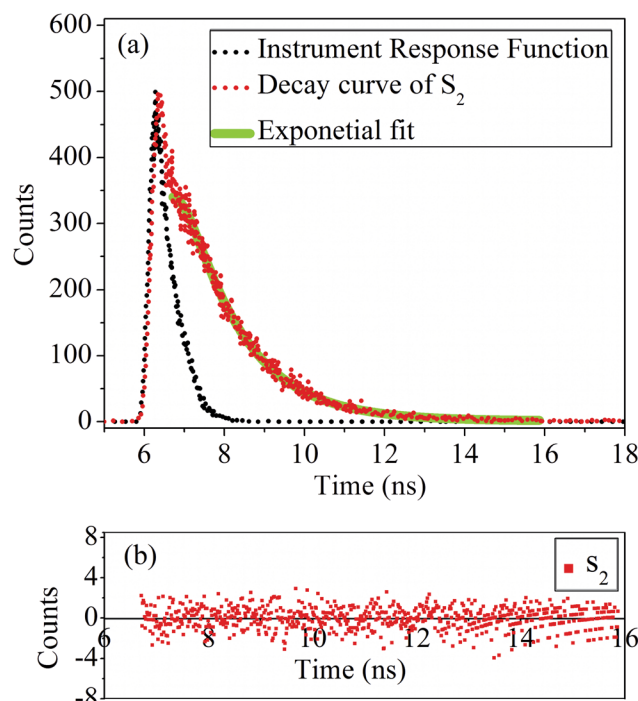 (a)
Instrument Response Function
Decay curve of S2
Exponetial fit
600
500
400
300
200
100
0
Counts
6 8 10 12 14 16 18
Time (ns)
(b)
s2
8
4
0
-4
-8
Counts
6 8 10 12 14 16
Time (ns)